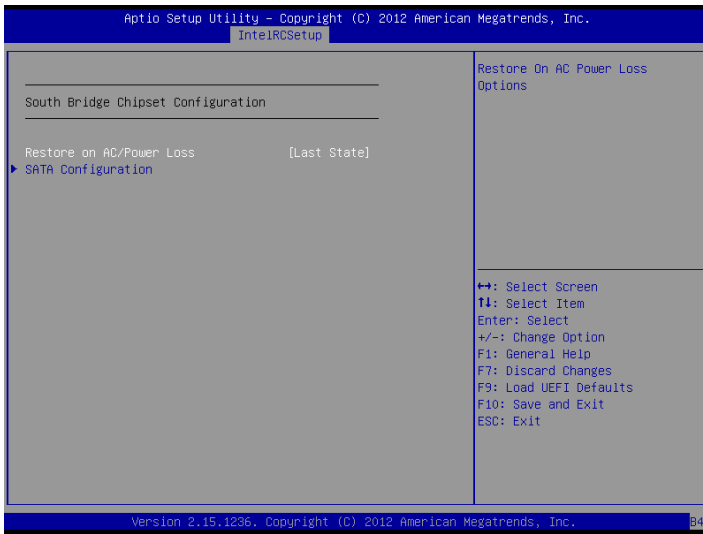 Aptio Setup Utility – Copyright (C) 2012 American Megatrends, Inc.
IntelRCSetup
South Bridge Chipset Configuration
Restore on AC/Power Loss [Last State]
SATA Configuration
Restore On AC Power Loss
Options
↔: Select Screen
↑↓: Select Item
Enter: Select
+/-: Change Option
F1: General Help
F7: Discard Changes
F9: Load UEFI Defaults
F10: Save and Exit
ESC: Exit
Version 2.15.1236. Copyright (C) 2012 American Megatrends, Inc.
B4